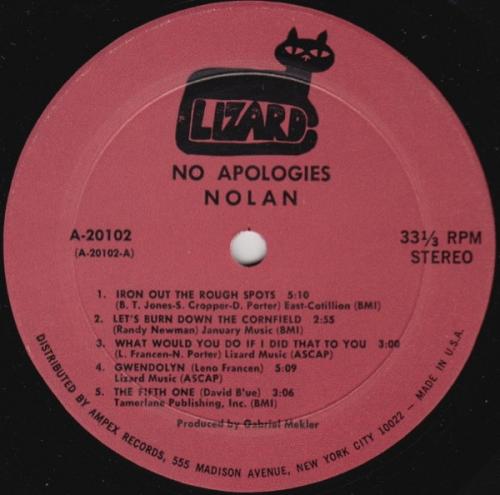 LIZARD
NO APOLOGIES
NOLAN
A-20102
(A-20102-A)
33⅓ RPM
STEREO
1. IRON OUT THE ROUGH SPOTS 5:10
(B. T. Jones-S. Cropper-D. Porter) East-Cotillion (BMI)
2. LET'S BURN DOWN THE CORNFIELD 2:55
(Randy Newman) January Music (BMI)
3. WHAT WOULD YOU DO IF I DID THAT TO YOU 3:00
(L. Francen-N. Porter) Lizard Music (ASCAP)
4. GWENDOLYN (Leno Francen) 5:09
Lizard Music (ASCAP)
5. THE FIFTH ONE (David B'ue) 3:06
Tamerlane Publishing, Inc. (BMI)
Produced by Gabriel Mekler
DISTRIBUTED BY AMPEX RECORDS, 555 MADISON AVENUE, NEW YORK CITY 10022 – MADE IN U.S.A.